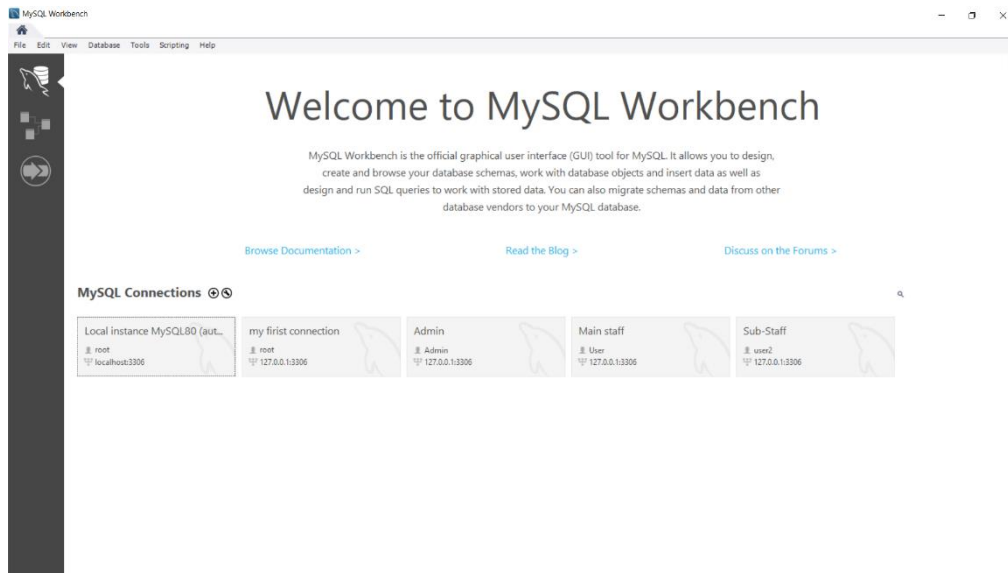 MySQL Workbench
File Edit View Database Tools Scripting Help
Welcome to MySQL Workbench
MySQL Workbench is the official graphical user interface (GUI) tool for MySQL. It allows you to design,
create and browse your database schemas, work with database objects and insert data as well as
design and run SQL queries to work with stored data. You can also migrate schemas and data from other
database vendors to your MySQL database.
Browse Documentation > Read the Blog > Discuss on the Forums >
MySQL Connections
Local instance MySQL80 (aut...
root
localhost:3306
my firist connection
root
127.0.0.1:3306
Admin
Admin
127.0.0.1:3306
Main staff
User
127.0.0.1:3306
Sub-Staff
user2
127.0.0.1:3306